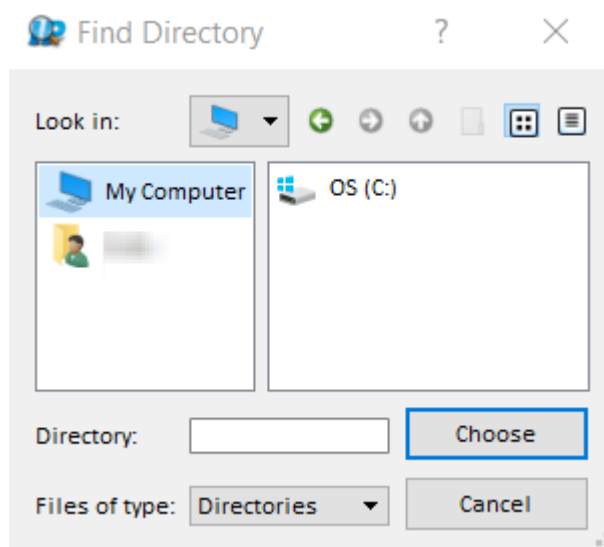 Find Directory
Look in:
My Computer
OS (C:)
Directory:
Choose
Files of type:
Directories
Cancel